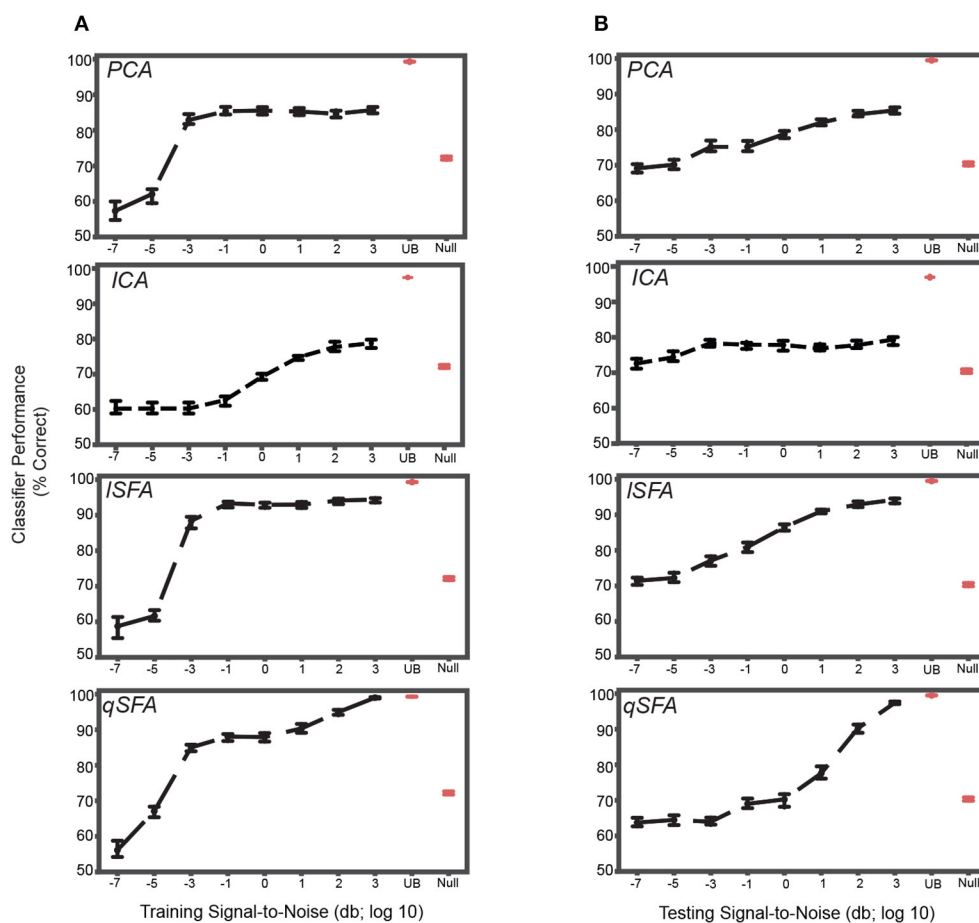 A
B
PCA
100
90
80
70
60
50
-7 -5 -3 -1 0 1 2 3 UB Null
PCA
100
90
80
70
60
50
-7 -5 -3 -1 0 1 2 3 UB Null
ICA
100
90
80
70
60
50
-7 -5 -3 -1 0 1 2 3 UB Null
ICA
100
90
80
70
60
50
-7 -5 -3 -1 0 1 2 3 UB Null
Classifier Performance
(% Correct)
lSFA
100
90
80
70
60
50
-7 -5 -3 -1 0 1 2 3 UB Null
lSFA
100
90
80
70
60
50
-7 -5 -3 -1 0 1 2 3 UB Null
qSFA
100
90
80
70
60
50
-7 -5 -3 -1 0 1 2 3 UB Null
qSFA
100
90
80
70
60
50
-7 -5 -3 -1 0 1 2 3 UB Null
Training Signal-to-Noise (db; log 10)
Testing Signal-to-Noise (db; log 10)